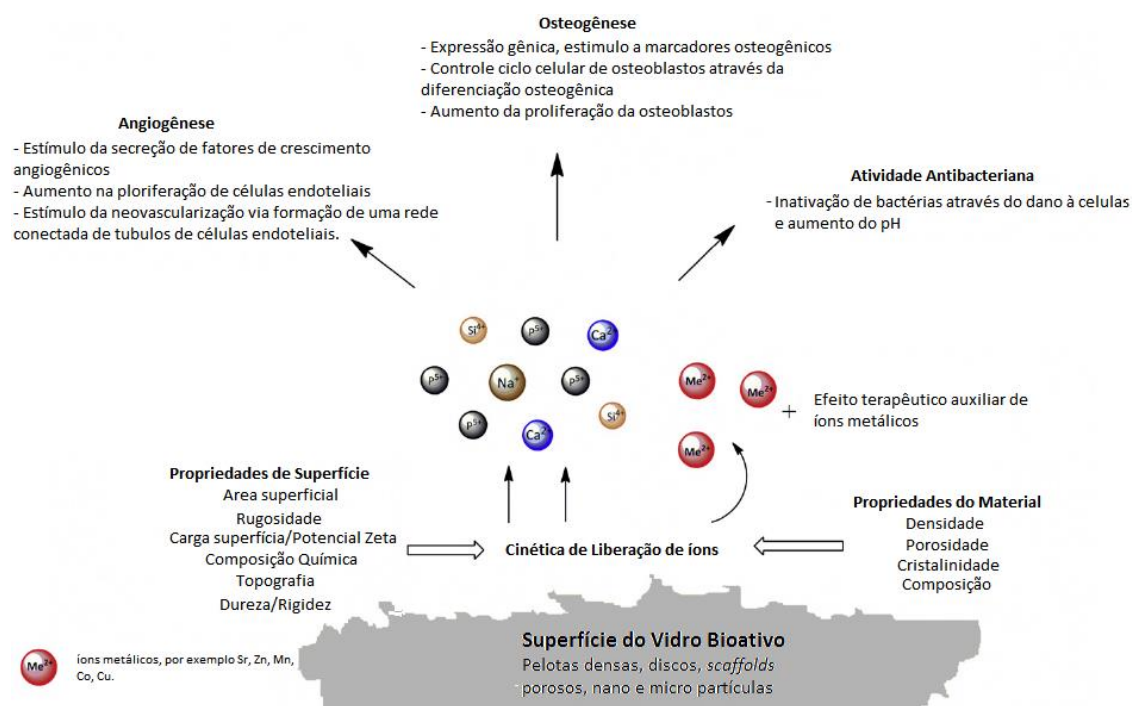 Osteogênese
- Expressão gênica, estimulo a marcadores osteogênicos
- Controle ciclo celular de osteoblastos através da
diferenciação osteogênica
- Aumento da proliferação da osteoblastos
Angiogênese
- Estímulo da secreção de fatores de crescimento
angiogênicos
- Aumento na ploriferação de células endoteliais
- Estímulo da neovascularização via formação de uma rede
conectada de tubulos de células endoteliais.
Atividade Antibacteriana
- Inativação de bactérias através do dano à celulas
e aumento do pH
Si⁴⁺
P⁵⁺
Ca²⁺
P⁵⁺
Na⁺
P⁵⁺
Si⁴⁺
P⁵⁺
Ca²⁺
Me²⁺
Me²⁺
Me²⁺
+
Efeito terapêutico auxiliar de
íons metálicos
Propriedades de Superfície
Area superficial
Rugosidade
Carga superfície/Potencial Zeta
Composição Química
Topografia
Dureza/Rigidez
Cinética de Liberação de íons
Propriedades do Material
Densidade
Porosidade
Cristalinidade
Composição
Superfície do Vidro Bioativo
Pelotas densas, discos, scaffolds
porosos, nano e micro partículas
Me²⁺
íons metálicos, por exemplo Sr, Zn, Mn,
Co, Cu.